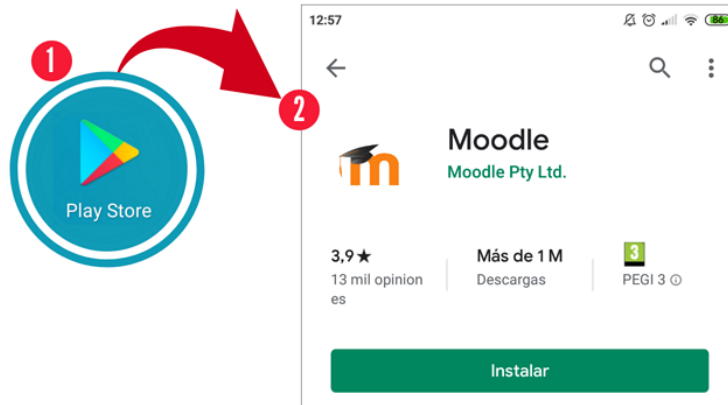 1
Play Store
2
12:57
86
Moodle
Moodle Pty Ltd.
3,9★
13 mil opinion
es
Más de 1 M
Descargas
3
PEGI 3
Instalar